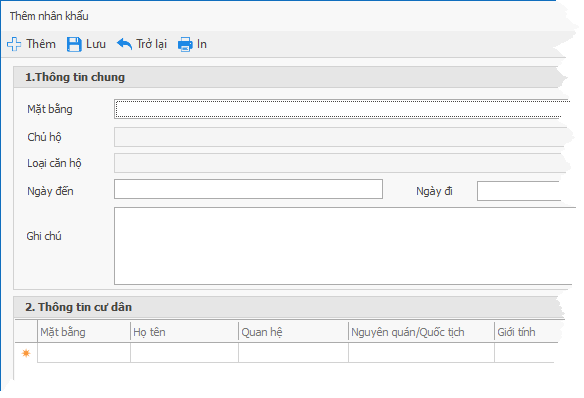 Thêm nhân khẩu
Thêm Lưu Trở lại In
1.Thông tin chung
Mặt bằng
Chủ hộ
Loại căn hộ
Ngày đến Ngày đi
Ghi chú
2. Thông tin cư dân
Mặt bằng Họ tên Quan hệ Nguyên quán/Quốc tịch Giới tính